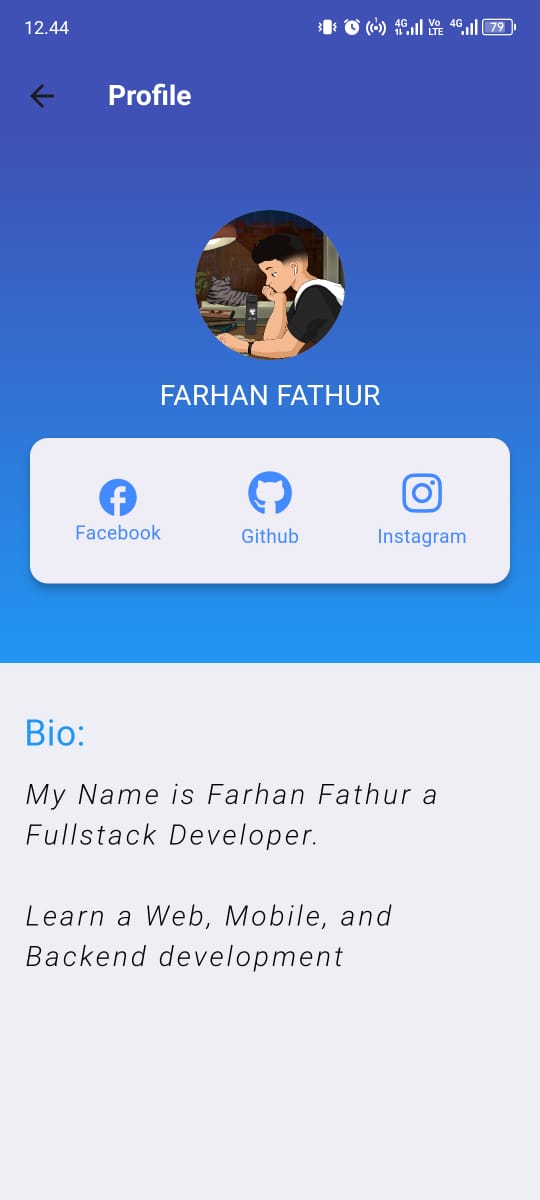 12.44
4G Vo LTE 4G 79
Profile
FARHAN FATHUR
Facebook
Github
Instagram
Bio:
My Name is Farhan Fathur a
Fullstack Developer.
Learn a Web, Mobile, and
Backend development